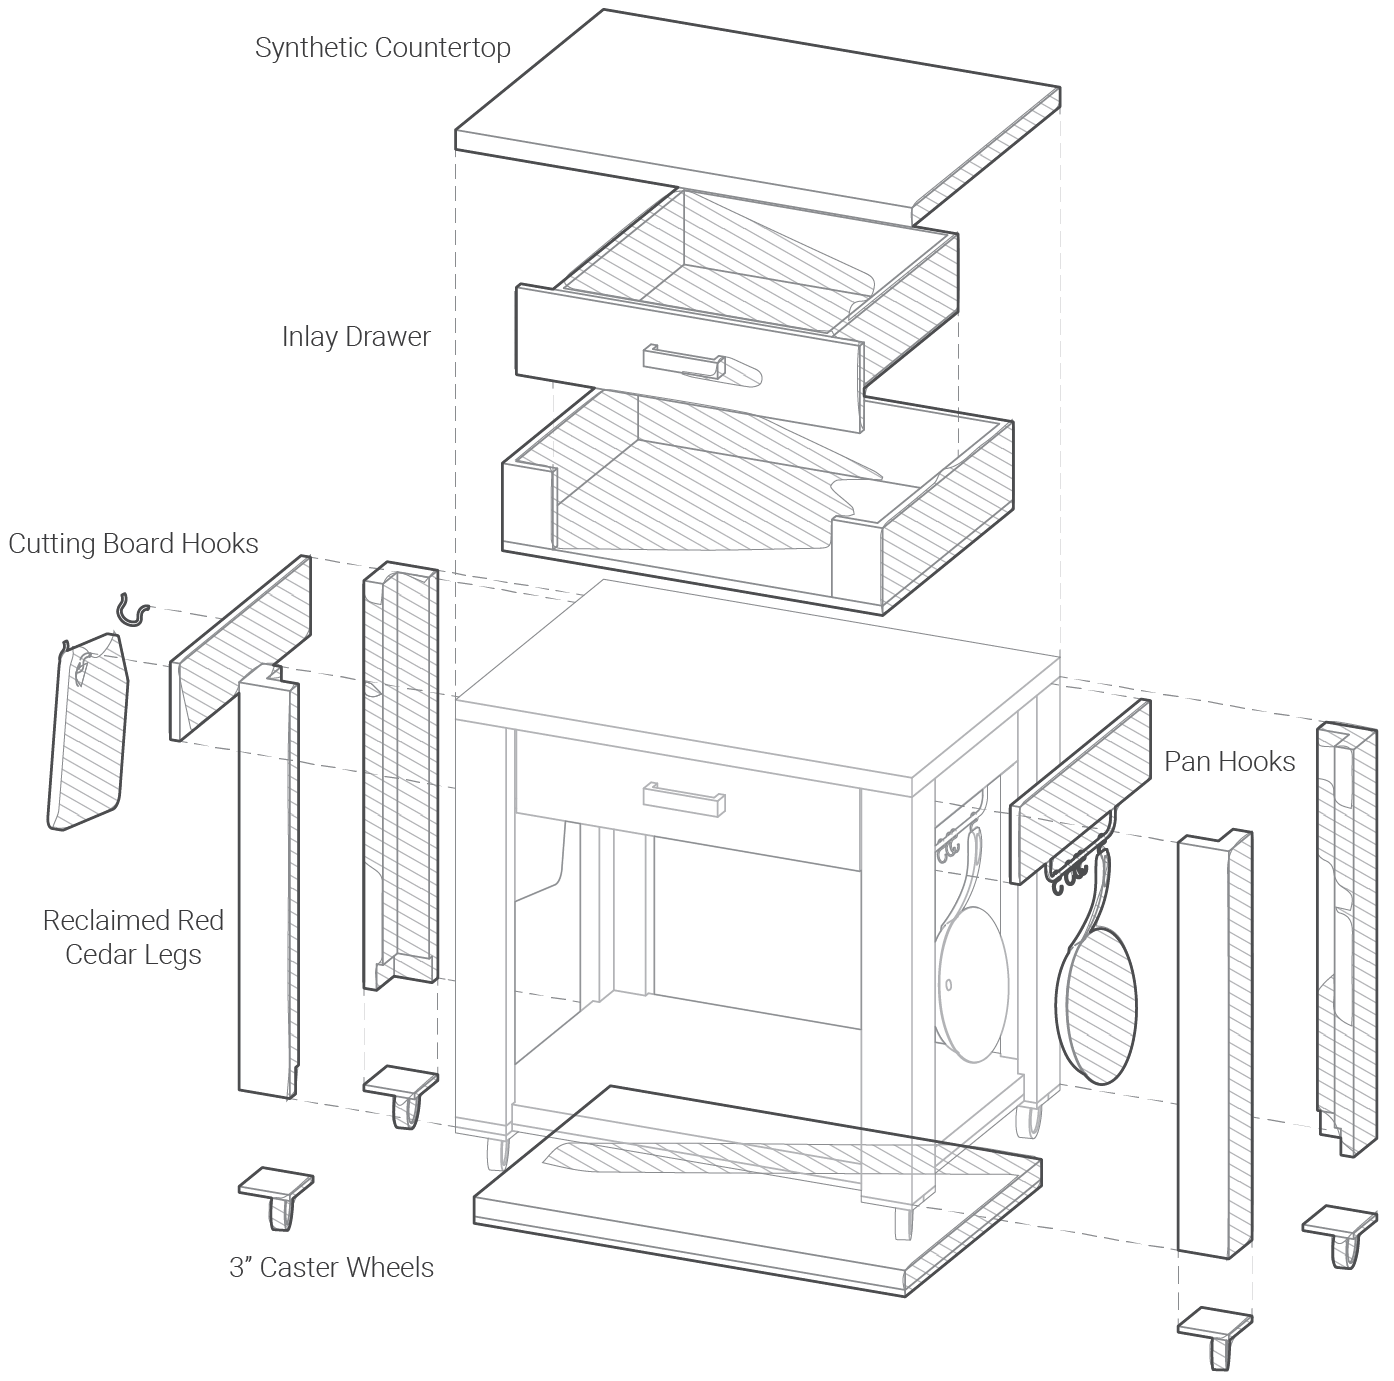 Synthetic Countertop
Inlay Drawer
Cutting Board Hooks
Pan Hooks
Reclaimed Red
Cedar Legs
3” Caster Wheels